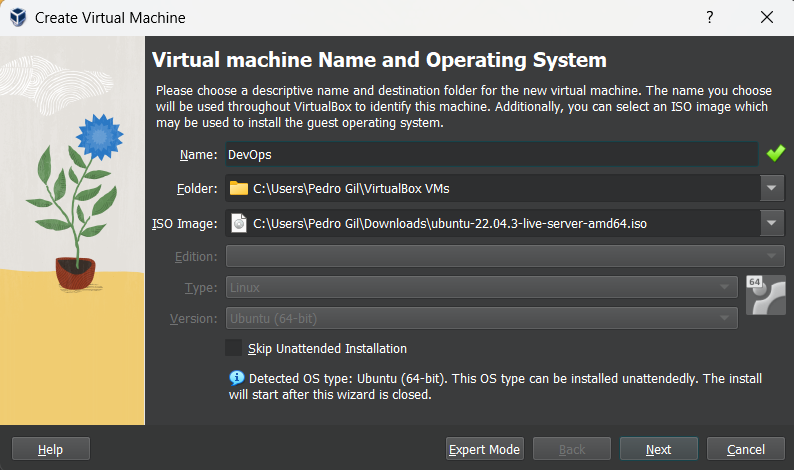 Create Virtual Machine
?
Virtual machine Name and Operating System
Please choose a descriptive name and destination folder for the new virtual machine. The name you choose
will be used throughout VirtualBox to identify this machine. Additionally, you can select an ISO image which
may be used to install the guest operating system.
Name: DevOps
Folder: C:\Users\Pedro Gil\VirtualBox VMs
ISO Image: C:\Users\Pedro Gil\Downloads\ubuntu-22.04.3-live-server-amd64.iso
Edition:
Type: Linux
64
Version: Ubuntu (64-bit)
Skip Unattended Installation
Detected OS type: Ubuntu (64-bit). This OS type can be installed unattendedly. The install
will start after this wizard is closed.
Help Expert Mode Back Next Cancel